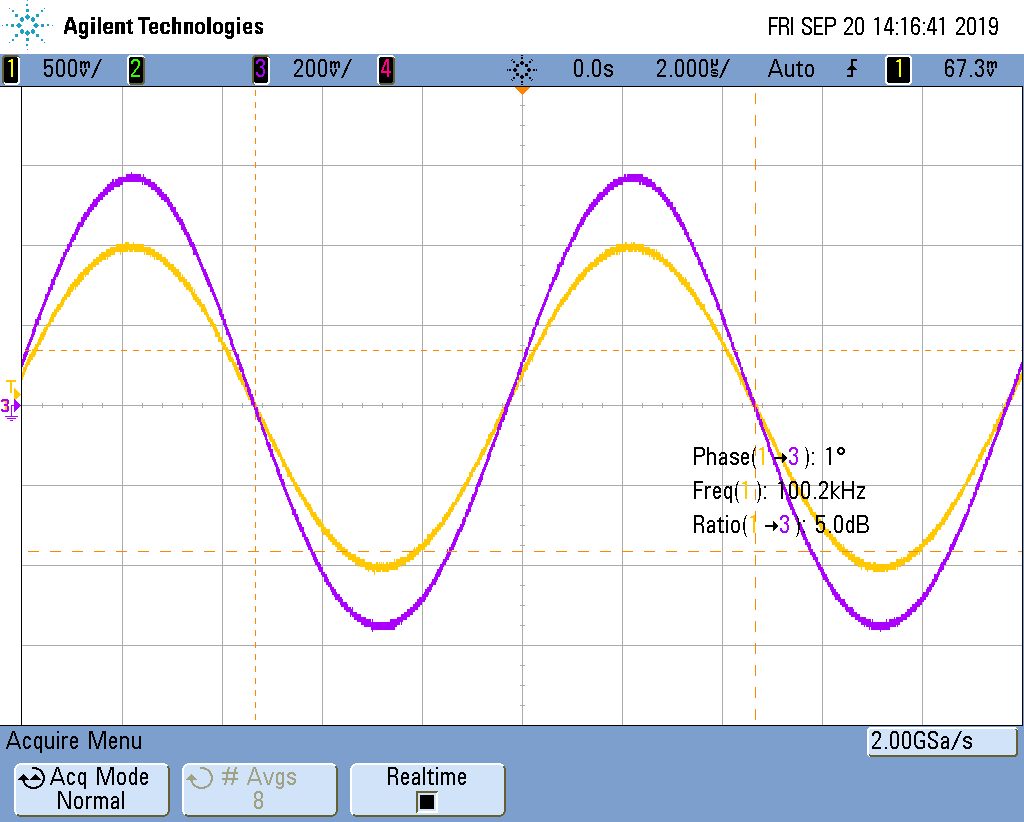 Agilent Technologies FRI SEP 20 14:16:41 2019
1 500mV/ 2 3 200mV/ 4 0.0s 2.000µs/ Auto 1 67.3mV
T
3
Phase(1→3): 1°
Freq(1): 100.2kHz
Ratio(1→3): 5.0dB
Acquire Menu 2.00GSa/s
Acq Mode # Avgs Realtime
Normal 8